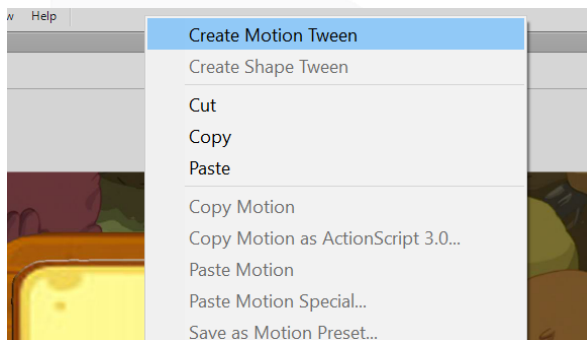 w Help
Create Motion Tween
Create Shape Tween
Cut
Copy
Paste
Copy Motion
Copy Motion as ActionScript 3.0...
Paste Motion
Paste Motion Special...
Save as Motion Preset...